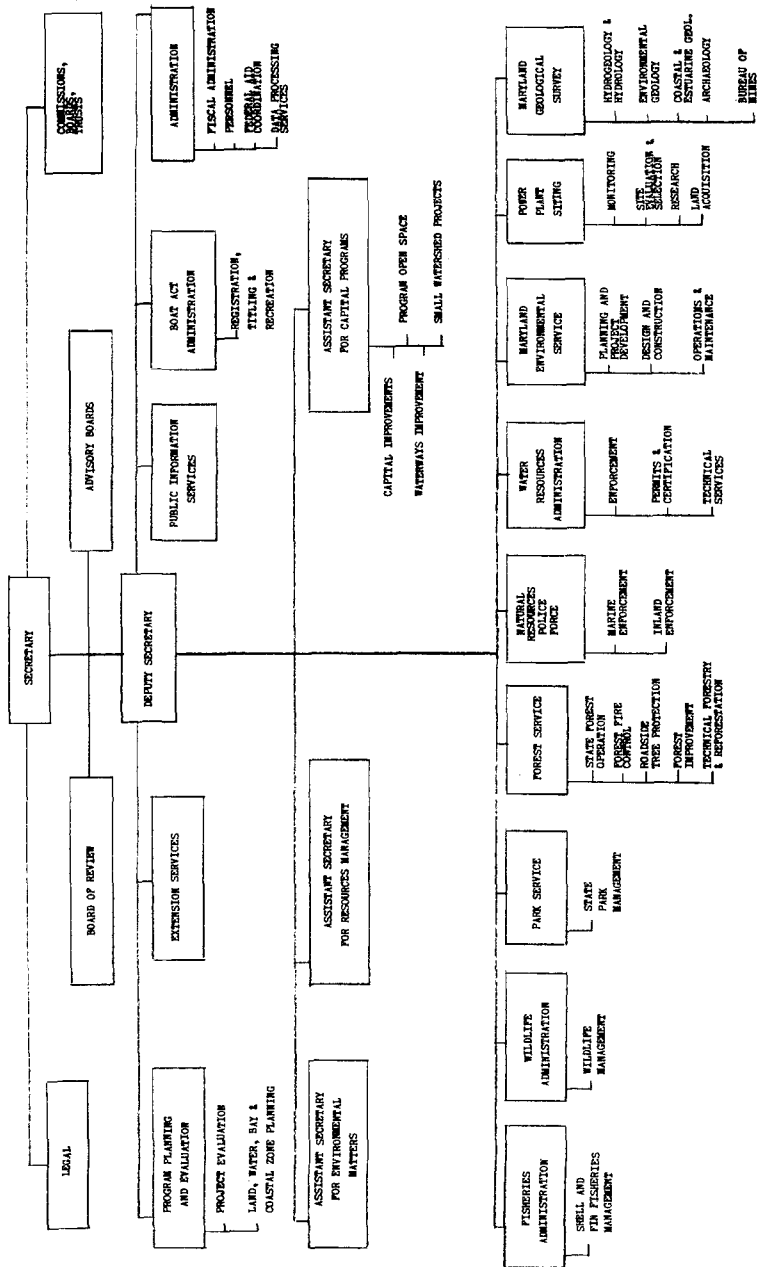 SECRETARY
LEGAL
COMMISSIONS,
BOARDS,
TRUSTS
BOARD OF REVIEW
ADVISORY BOARDS
DEPUTY SECRETARY
PROGRAM PLANNING
AND EVALUATION
PROJECT EVALUATION
LAND, WATER, BAY &
COASTAL ZONE PLANNING
EXTENSION SERVICES
PUBLIC INFORMATION
SERVICES
BOAT ACT
ADMINISTRATION
REGISTRATION,
TITLING &
RECREATION
ADMINISTRATION
FISCAL ADMINISTRATION
PERSONNEL
FEDERAL AID
COORDINATION
DATA PROCESSING
SERVICES
ASSISTANT SECRETARY
FOR ENVIRONMENTAL
MATTERS
ASSISTANT SECRETARY
FOR RESOURCES MANAGEMENT
ASSISTANT SECRETARY
FOR CAPITAL PROGRAMS
CAPITAL IMPROVEMENTS
PROGRAM OPEN SPACE
WATERWAYS IMPROVEMENT
SMALL WATERSHED PROJECTS
FISHERIES
ADMINISTRATION
SHELL AND
FIN FISHERIES
MANAGEMENT
WILDLIFE
ADMINISTRATION
WILDLIFE
MANAGEMENT
PARK SERVICE
STATE
PARK
MANAGEMENT
FOREST SERVICE
STATE FOREST
OPERATION
FOREST FIRE
CONTROL
ROADSIDE
TREE PROTECTION
FOREST
IMPROVEMENT
TECHNICAL FORESTRY
& REFORESTATION
NATURAL
RESOURCES
POLICE
FORCE
MARINE
ENFORCEMENT
INLAND
ENFORCEMENT
WATER
RESOURCES
ADMINISTRATION
ENFORCEMENT
PERMITS &
CERTIFICATION
TECHNICAL
SERVICES
MARYLAND
ENVIRONMENTAL
SERVICE
PLANNING AND
PROJECT
DEVELOPMENT
DESIGN AND
CONSTRUCTION
OPERATIONS &
MAINTENANCE
POWER
PLANT
SITING
MONITORING
SITE
EVALUATION &
SELECTION
RESEARCH
LAND
ACQUISITION
MARYLAND
GEOLOGICAL
SURVEY
HYDROGEOLOGY &
HYDROLOGY
ENVIRONMENTAL
GEOLOGY
COASTAL &
ESTUARINE GEOL.
ARCHAEOLOGY
BUREAU OF
MINES